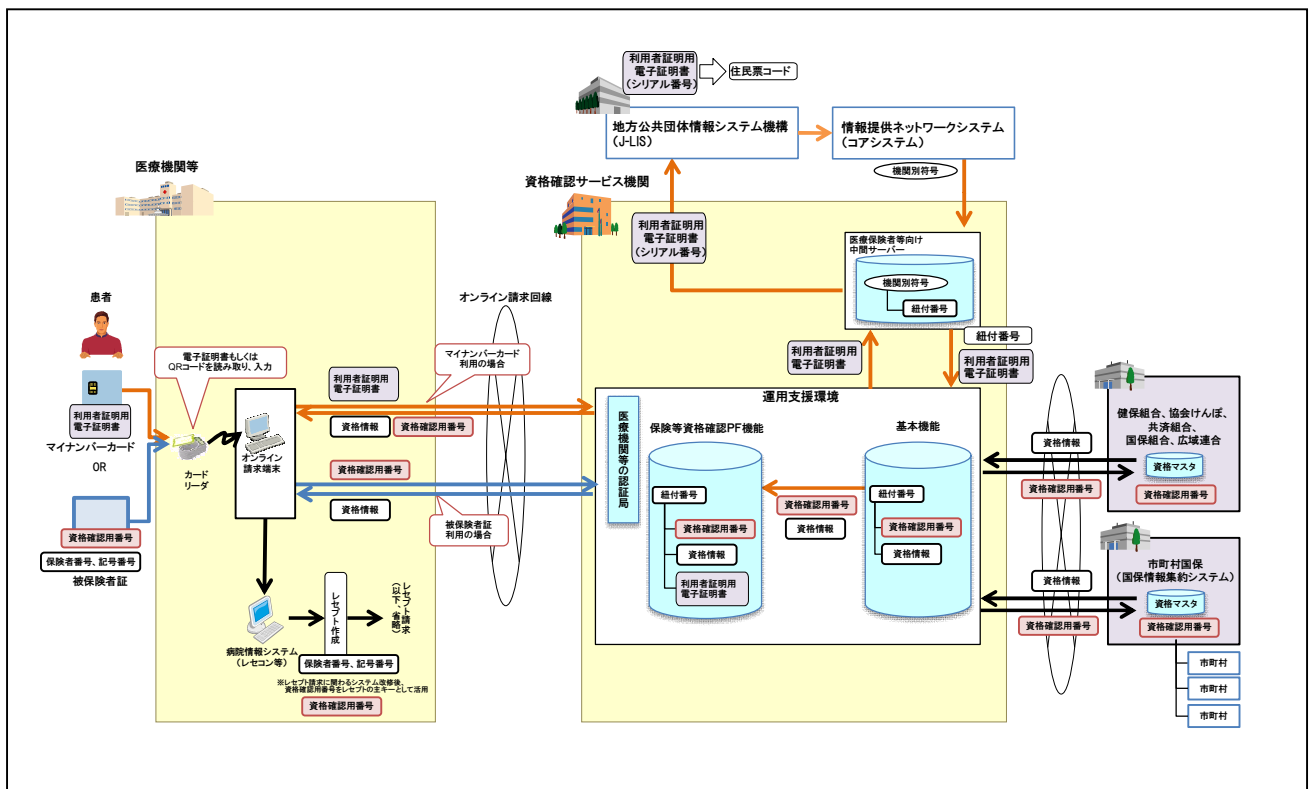 利用者証明用
電子証明書
(シリアル番号)
住民票コード
地方公共団体情報システム機構
(J-LIS)
情報提供ネットワークシステム
(コアシステム)
機関別符号
医療機関等
資格確認サービス機関
利用者証明用
電子証明書
(シリアル番号)
医療保険者等向け
中間サーバー
機関別符号
紐付番号
紐付番号
利用者証明用
電子証明書
利用者証明用
電子証明書
患者
電子証明書もしくは
QRコードを読み取り、入力
利用者証明用
電子証明書
マイナンバーカード
OR
資格確認用番号
保険者番号、記号番号
被保険者証
カード
リーダ
オンライン
請求端末
オンライン請求回線
マイナンバーカード
利用の場合
利用者証明用
電子証明書
資格情報
資格確認用番号
資格確認用番号
資格情報
被保険者証
利用の場合
病院情報システム
(レセコン等)
レセプト作成
レセプト請求
(以下、省略)
保険者番号、記号番号
※レセプト請求に関わるシステム改修後、
資格確認用番号をレセプトの主キーとして活用
資格確認用番号
運用支援環境
医療機関等の認証局
保険等資格確認PF機能
紐付番号
資格確認用番号
資格情報
利用者証明用
電子証明書
資格確認用番号
資格情報
基本機能
紐付番号
資格確認用番号
資格情報
資格情報
資格確認用番号
健保組合、協会けんぽ、
共済組合、
国保組合、広域連合
資格マスタ
資格確認用番号
資格情報
資格確認用番号
市町村国保
(国保情報集約システム)
資格マスタ
資格確認用番号
市町村
市町村
市町村